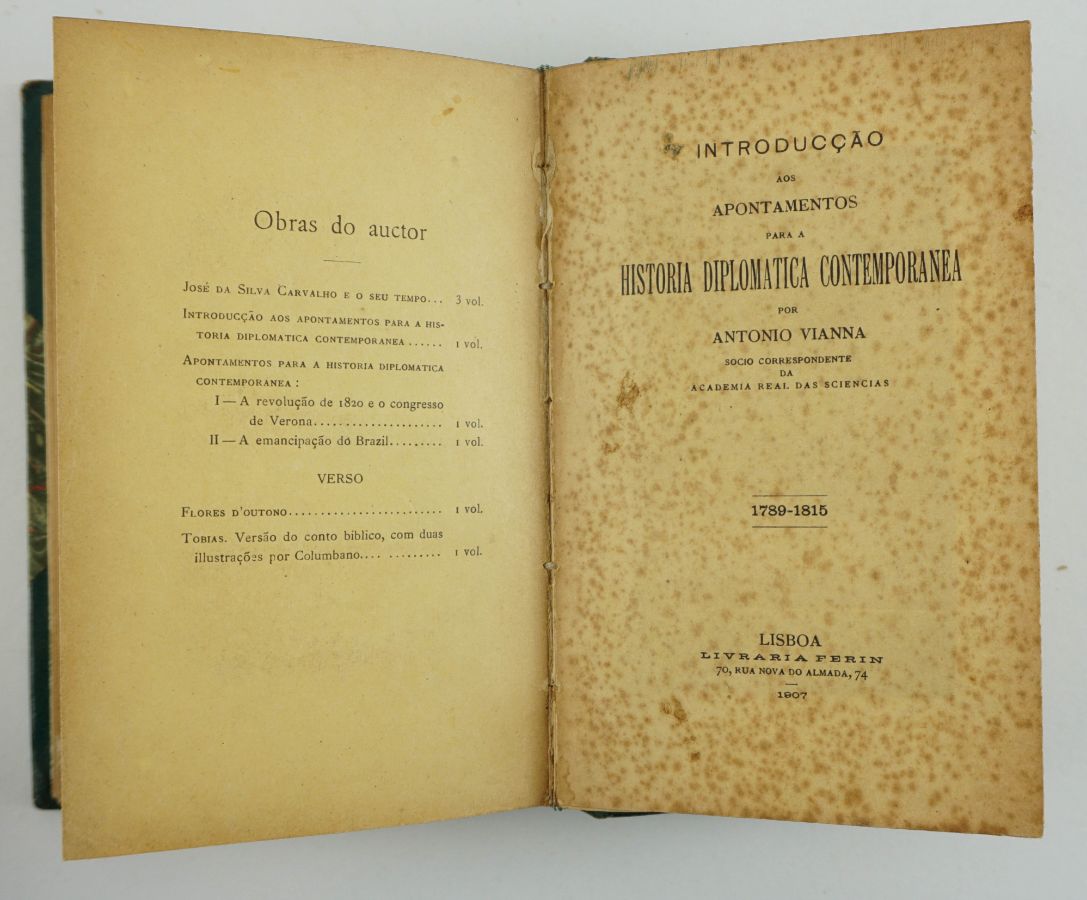 Obras do auctor
José da Silva Carvalho e o seu tempo... 3 vol.
Introducção aos apontamentos para a his-
toria diplomatica contemporanea ...... 1 vol.
Apontamentos para a historia diplomatica
contemporanea :
I — A revolução de 1820 e o congresso
de Verona..................... 1 vol.
II — A emancipação do Brazil......... 1 vol.
VERSO
Flores d'outono........................ 1 vol.
Tobias. Versão do conto biblico, com duas
illustrações por Columbano.... ......... 1 vol.
INTRODUCÇÃO
AOS
APONTAMENTOS
PARA A
HISTORIA DIPLOMATICA CONTEMPORANEA
POR
ANTONIO VIANNA
SOCIO CORRESPONDENTE
DA
ACADEMIA REAL DAS SCIENCIAS
1789-1815
LISBOA
LIVRARIA FERIN
70, RUA NOVA DO ALMADA, 74
1907